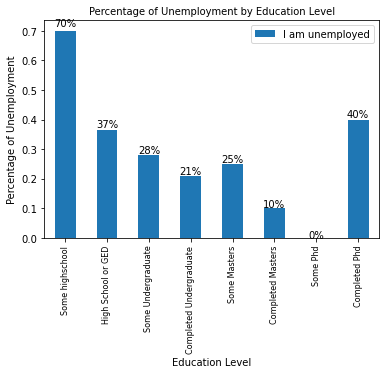 Percentage of Unemployment by Education Level
I am unemployed
Percentage of Unemployment
0.7
0.6
0.5
0.4
0.3
0.2
0.1
0.0
70%
37%
28%
21%
25%
10%
0%
40%
Some highschool
High School or GED
Some Undergraduate
Completed Undergraduate
Some Masters
Completed Masters
Some Phd
Completed Phd
Education Level